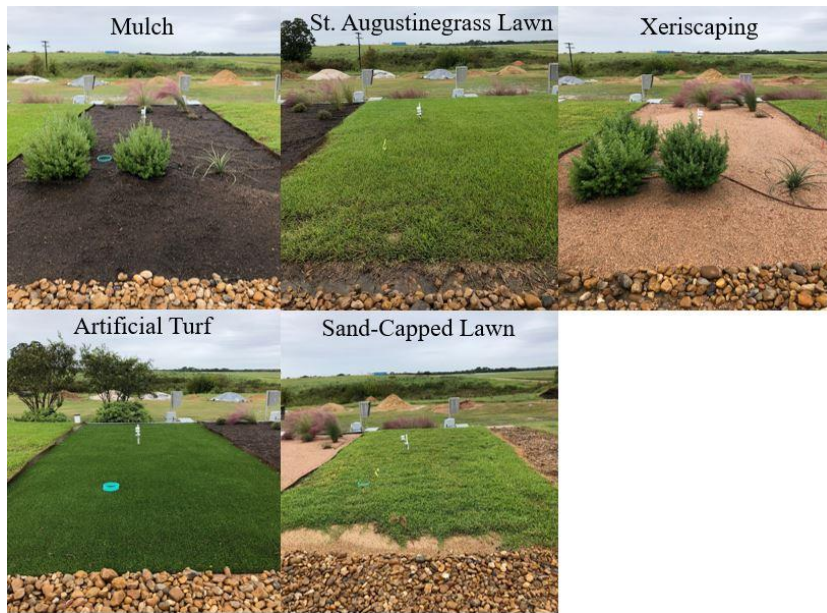 Mulch
St. Augustinegrass Lawn
Xeriscaping
Artificial Turf
Sand-Capped Lawn